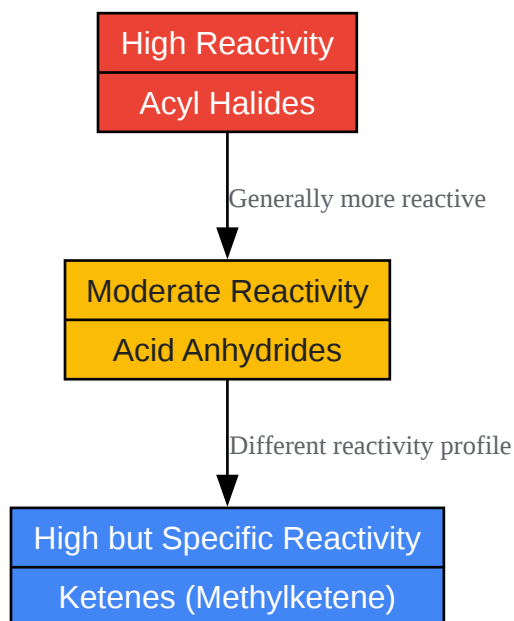 High Reactivity
Acyl Halides
Generally more reactive
Moderate Reactivity
Acid Anhydrides
Different reactivity profile
High but Specific Reactivity
Ketenes (Methylketene)